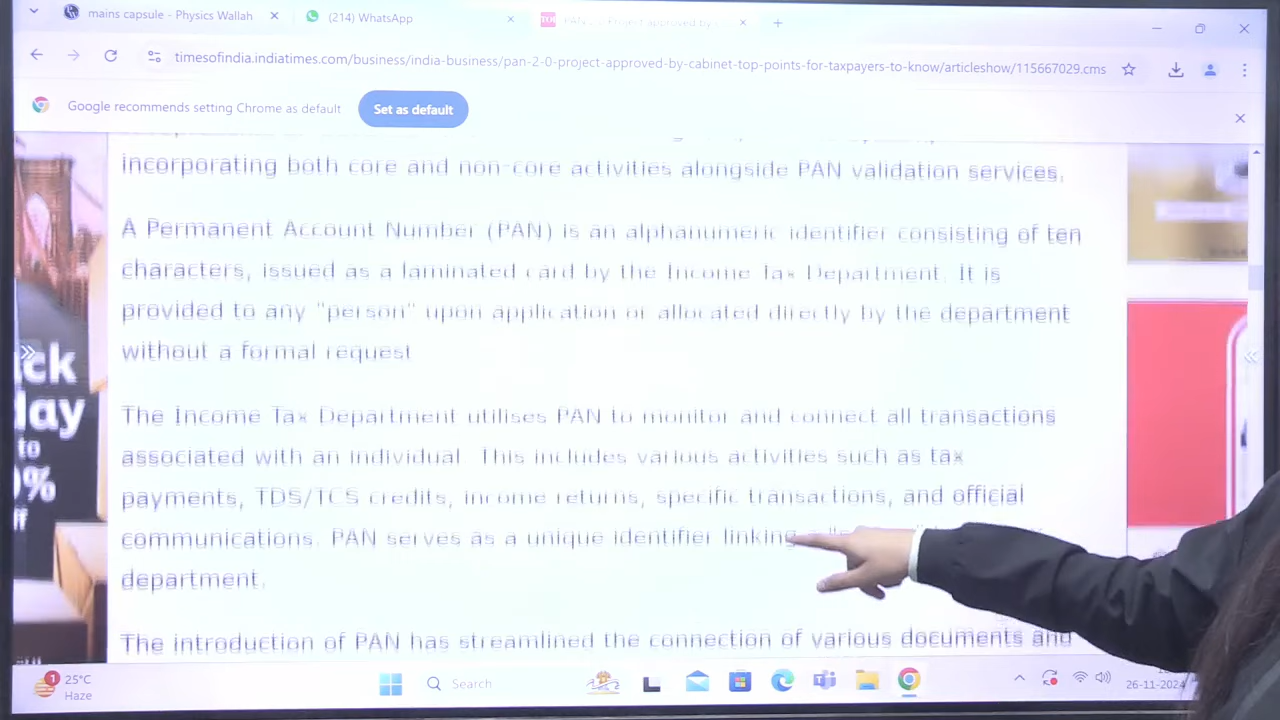 mains capsule - Physics Wallah
(214) WhatsApp
timesofindia.indiatimes.com/business/india-business/pan-2-0-project-approved-by-cabinet-top-points-for-taxpayers-to-know/articleshow/115667029.cms
Google recommends setting Chrome as default
Set as default
incorporating both core and non-core activities alongside PAN validation services.
A Permanent Account Number (PAN) is an alphanumeric identifier consisting of ten
characters, issued as a laminated card by the Income Tax Department. It is
provided to any "person" upon application or allocated directly by the department
without a formal request
The Income Tax Department utilises PAN to monitor and connect all transactions
associated with an individual. This includes various activities such as tax
payments, TDS/TCS credits, income returns, specific transactions, and official
communications. PAN serves as a unique identifier linking
department.
The introduction of PAN has streamlined the connection of various documents and
ck
day
to
%
1
25°C
Haze
Search
26-11-2024